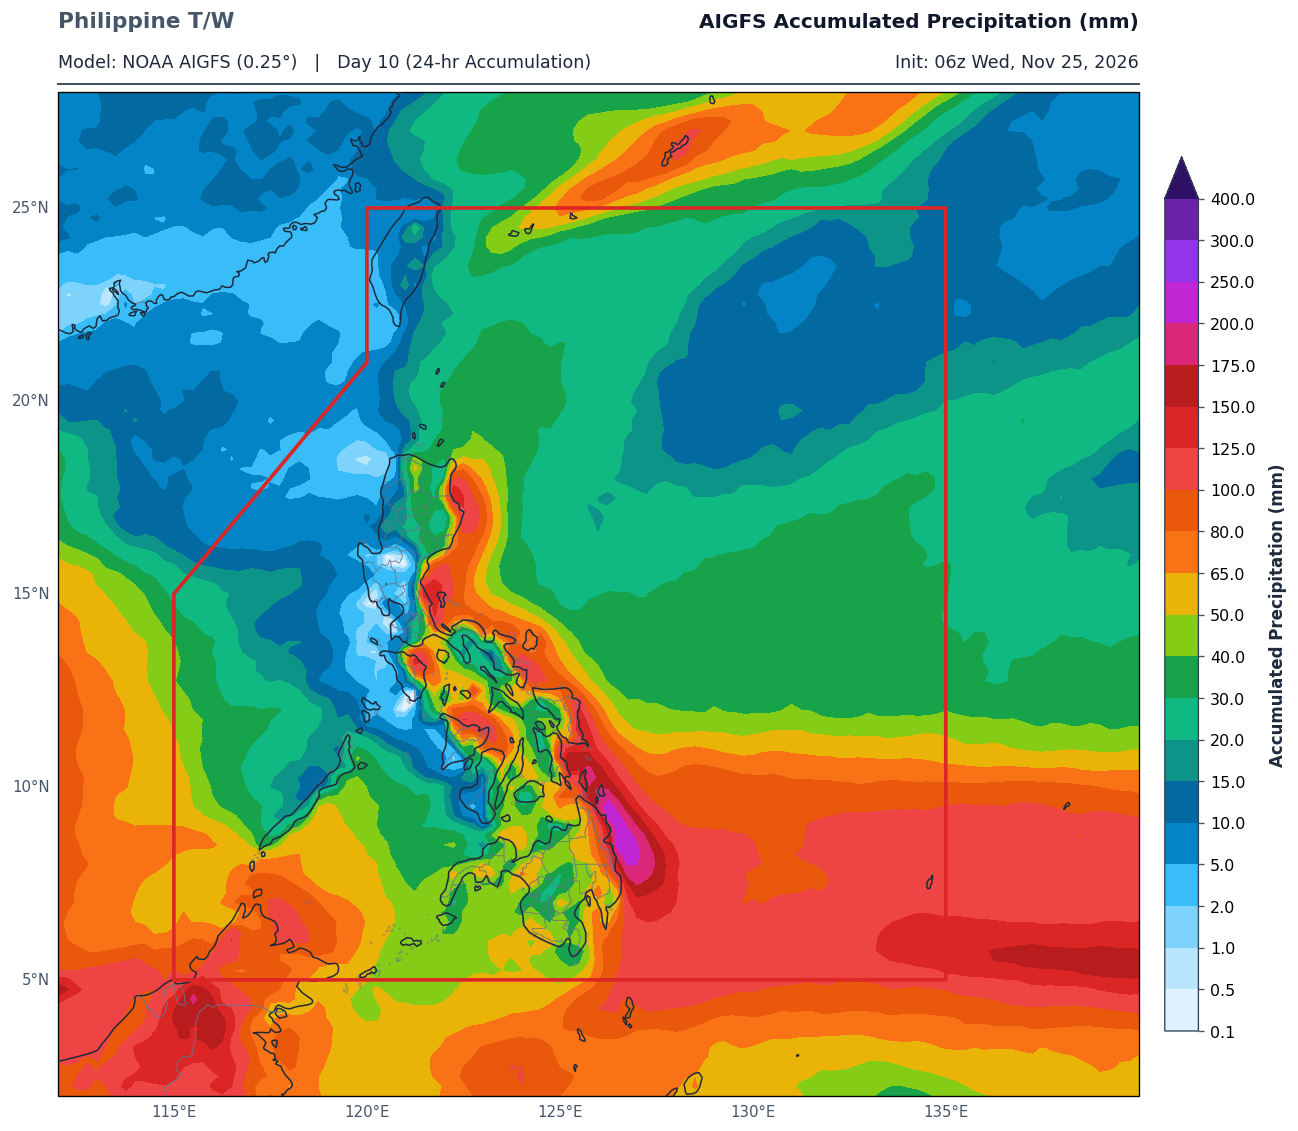 Philippine T/W
AIGFS Accumulated Precipitation (mm)
Model: NOAA AIGFS (0.25°)   |   Day 10 (24-hr Accumulation)
Init: 06z Wed, Nov 25, 2026
25°N
20°N
15°N
10°N
5°N
115°E
120°E
125°E
130°E
135°E
400.0
300.0
250.0
200.0
175.0
150.0
125.0
100.0
80.0
65.0
50.0
40.0
30.0
20.0
15.0
10.0
5.0
2.0
1.0
0.5
0.1
Accumulated Precipitation (mm)